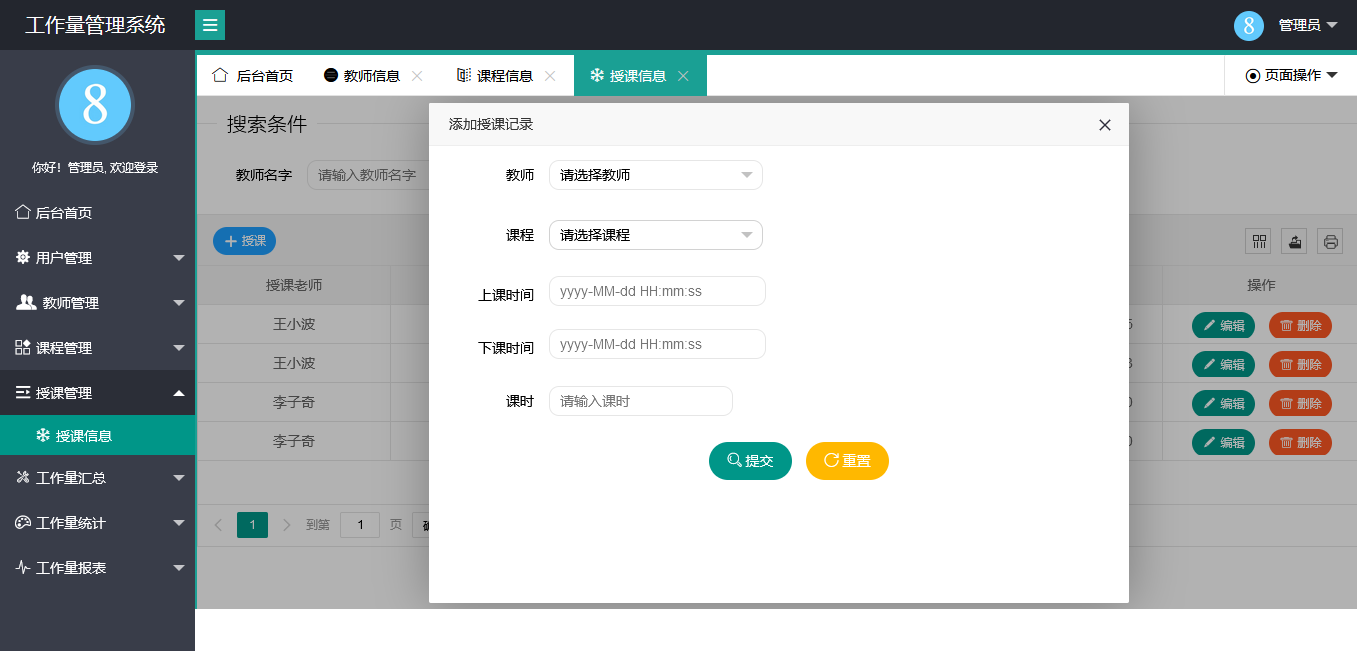 工作量管理系统
8 管理员
8
你好！管理员, 欢迎登录
后台首页
用户管理
教师管理
课程管理
授课管理
授课信息
工作量汇总
工作量统计
工作量报表
后台首页 教师信息 课程信息 授课信息 页面操作
搜索条件
教师名字 请输入教师名字
授课
授课老师 操作
王小波 编辑 删除
王小波 编辑 删除
李子奇 编辑 删除
李子奇 编辑 删除
1 到第 1 页
添加授课记录
教师 请选择教师
课程 请选择课程
上课时间 yyyy-MM-dd HH:mm:ss
下课时间 yyyy-MM-dd HH:mm:ss
课时 请输入课时
提交 重置